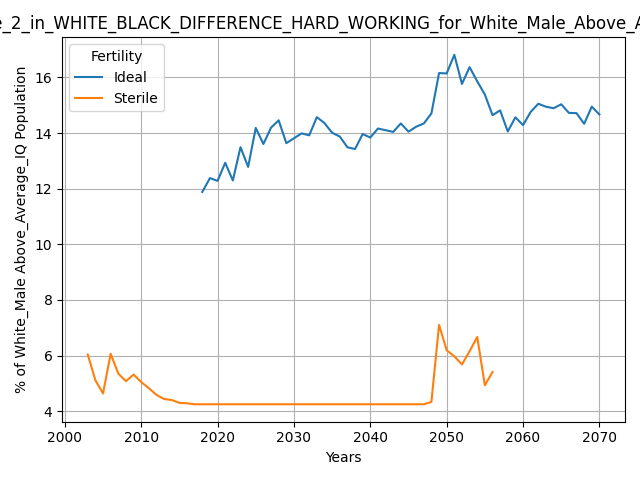 e_2_in_WHITE_BLACK_DIFFERENCE_HARD_WORKING_for_White_Male_Above_A
Fertility
Ideal
Sterile
% of White_Male Above_Average_IQ Population
16
14
12
10
8
6
4
2000 2010 2020 2030 2040 2050 2060 2070
Years